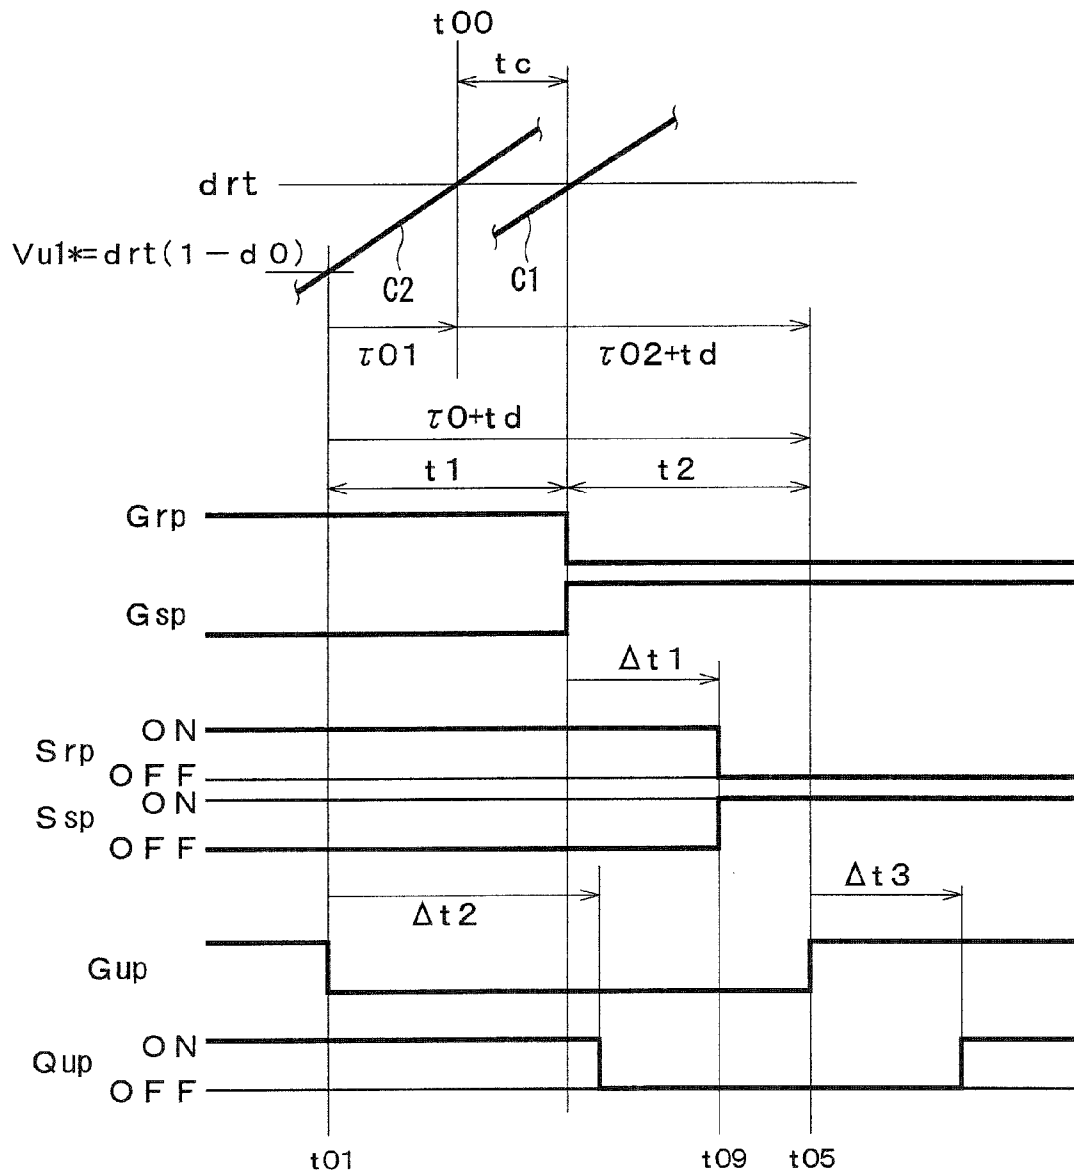 t00
tc
drt
Vul*=drt(1-d0)
C2
C1
τ01
τ02+td
τ0+td
t1
t2
Grp
Gsp
Δt1
Srp
ON
OFF
Ssp
ON
OFF
Δt2
Δt3
Gup
Qup
ON
OFF
t01
t09
t05